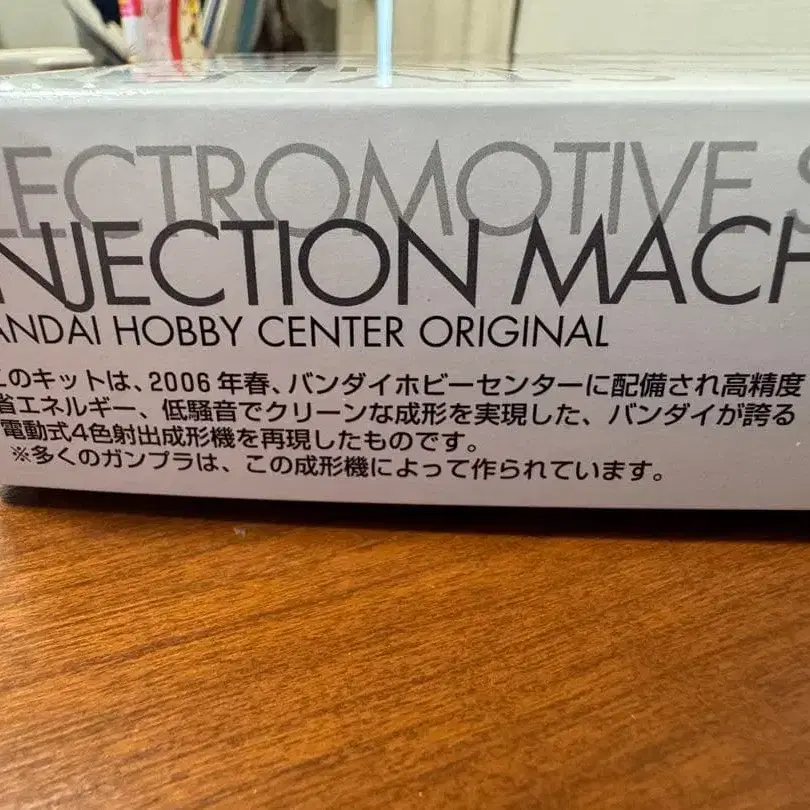 LECTROMOTIVE S
INJECTION MACH
ANDAI HOBBY CENTER ORIGINAL
このキットは、2006年春、バンダイホビーセンターに配備され高精度
省エネルギー、低騒音でクリーンな成形を実現した、バンダイが誇る
電動式4色射出成形機を再現したものです。
※多くのガンプラは、この成形機によって作られています。